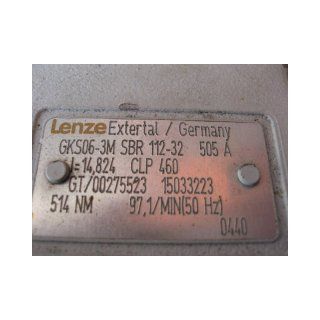 Lenze Extertal / Germany
GKS06-3M SBR 112-32 505 A
i=14,824 CLP 460
GT/00275523 15033223
514 NM 97,1/MIN(50 Hz)
0440